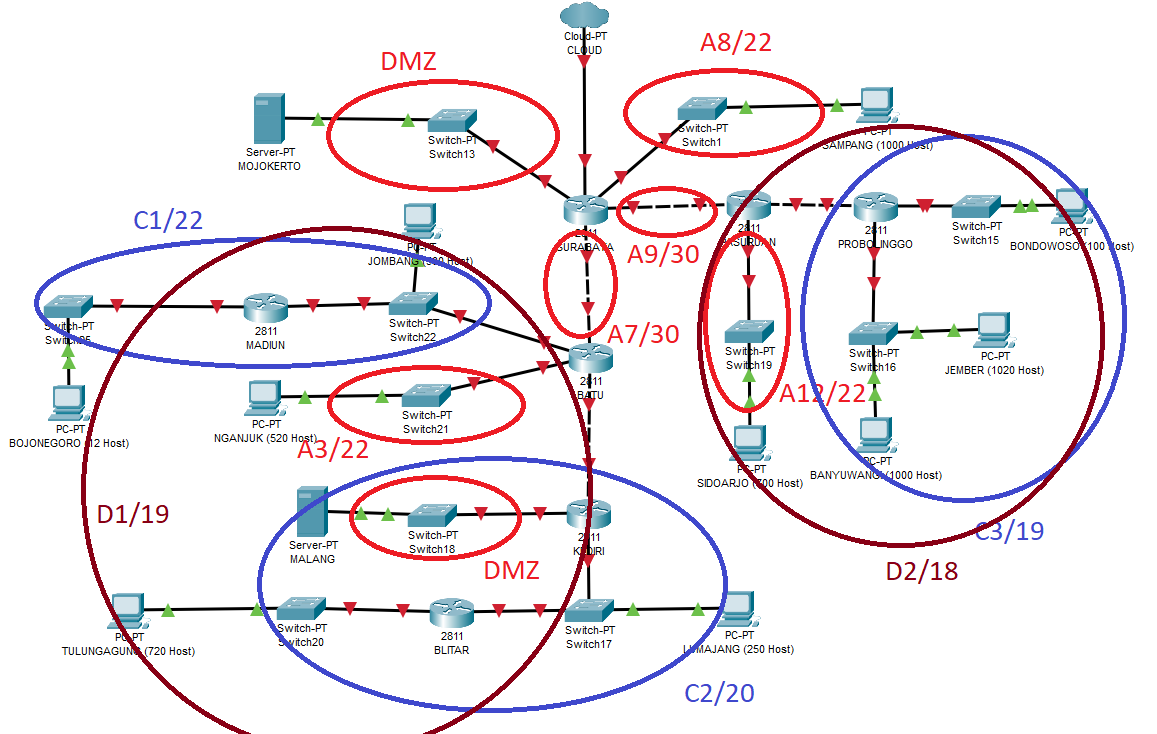 Cloud-PT
CLOUD
A8/22
DMZ
Server-PT
MOJOKERTO
Switch-PT
Switch13
Switch-PT
Switch1
PC-PT
SAMPANG (1000 Host)
C1/22
PC-PT
JOMBANG
Host)
2811
SURABAYA
A9/30
PASURUAN
2811
PROBOLINGGO
Switch-PT
Switch15
PC-PT
BONDOWOSO (100 Host)
C3/19
Switch-PT
2811
MADIUN
Switch-PT
Switch22
A7/30
2811
BATU
Switch-PT
Switch19
Switch-PT
Switch16
PC-PT
JEMBER (1020 Host)
PC-PT
BOJONEGORO
Host)
PC-PT
NGANJUK (520 Host)
Switch-PT
Switch21
A3/22
A12/22
PC-PT
SIDOARJO
Host)
PC-PT
BANYUWANGI (1000 Host)
D1/19
Server-PT
MALANG
Switch-PT
Switch18
2811
KEDIRI
DMZ
D2/18
PC-PT
TULUNGAGUNG (720 Host)
Switch-PT
Switch20
2811
BLITAR
Switch-PT
Switch17
PC-PT
LUMAJANG (250 Host)
C2/20